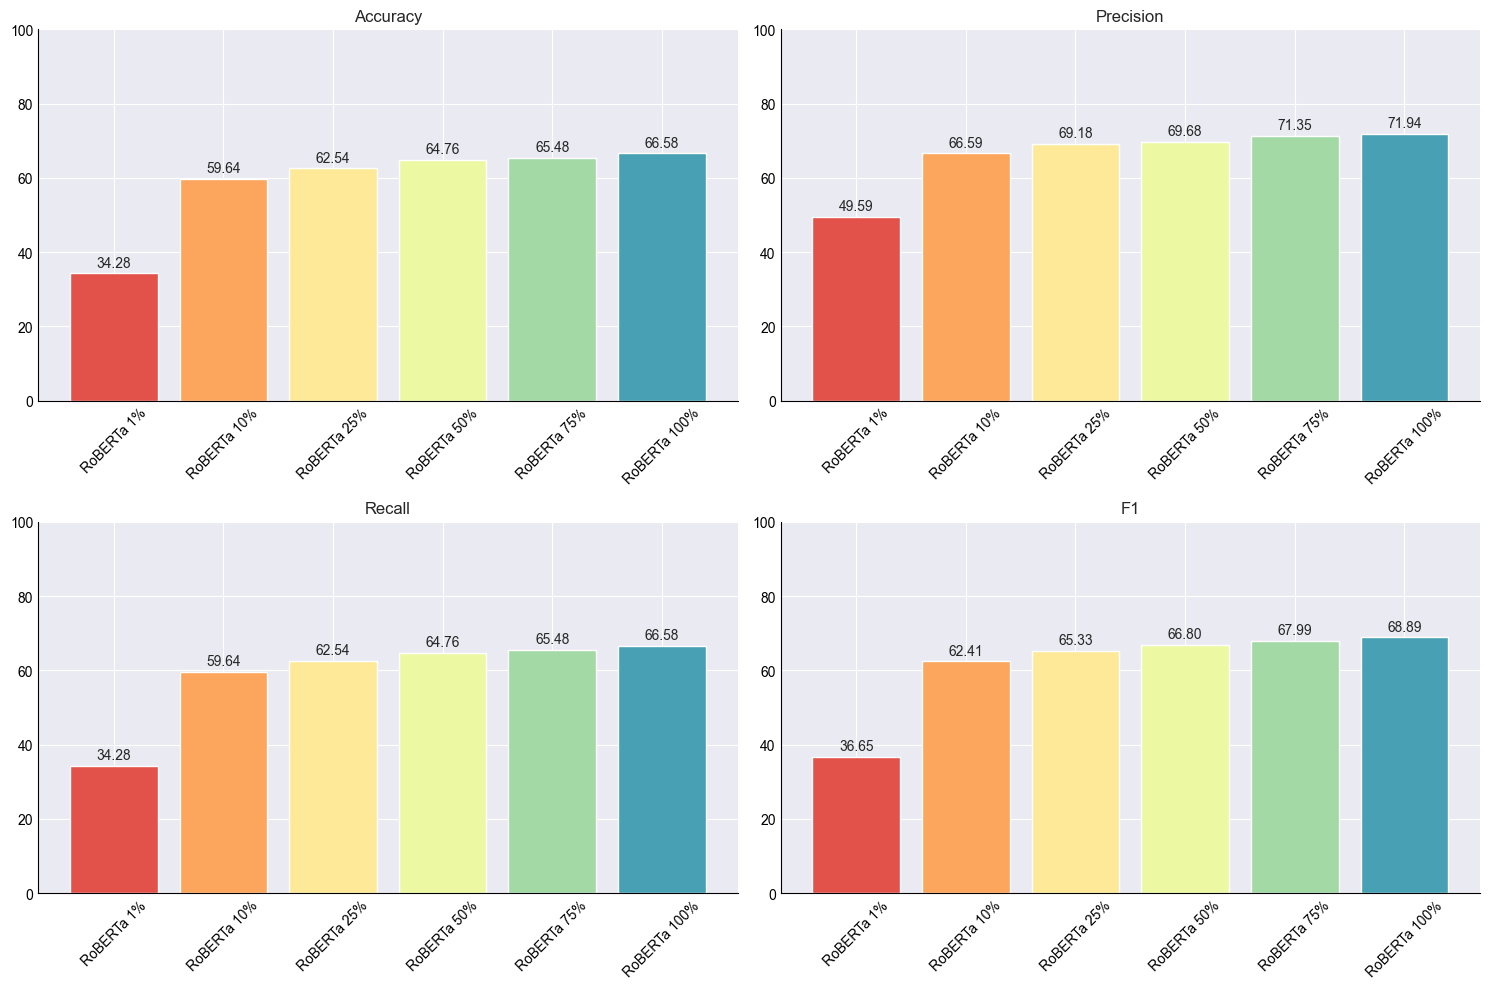 Accuracy
100
80
60
40
20
0
34.28
59.64
62.54
64.76
65.48
66.58
RoBERTa 1%
RoBERTa 10%
RoBERTa 25%
RoBERTa 50%
RoBERTa 75%
RoBERTa 100%
Precision
100
80
60
40
20
0
49.59
66.59
69.18
69.68
71.35
71.94
RoBERTa 1%
RoBERTa 10%
RoBERTa 25%
RoBERTa 50%
RoBERTa 75%
RoBERTa 100%
Recall
100
80
60
40
20
0
34.28
59.64
62.54
64.76
65.48
66.58
RoBERTa 1%
RoBERTa 10%
RoBERTa 25%
RoBERTa 50%
RoBERTa 75%
RoBERTa 100%
F1
100
80
60
40
20
0
36.65
62.41
65.33
66.80
67.99
68.89
RoBERTa 1%
RoBERTa 10%
RoBERTa 25%
RoBERTa 50%
RoBERTa 75%
RoBERTa 100%